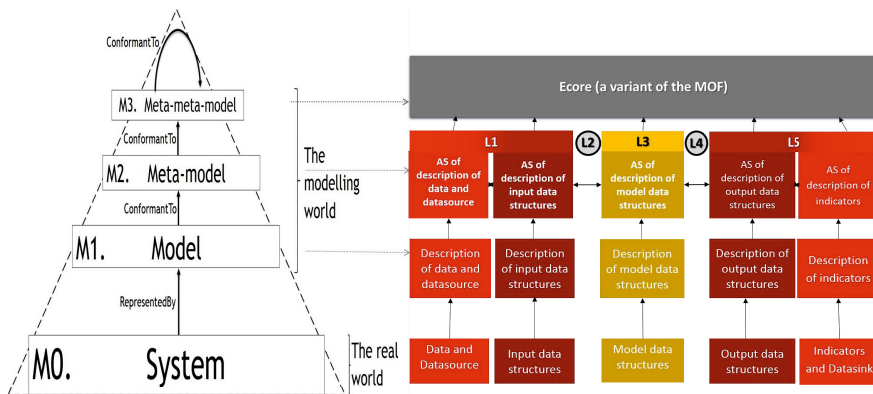 ConformantTo
M3. Meta-meta-model
ConformantTo
M2. Meta-model
ConformantTo
M1. Model
RepresentedBy
M0. System
The
modelling
world
The real
world
Ecore (a variant of the MOF)
L1
L2
L3
L4
L5
AS of
description of
data and
datasource
AS of
description of
input data
structures
AS of
description of
model data
structures
AS of
description of
output data
structures
AS of
description of
indicators
Description
of data and
datasource
Description
of input data
structures
Description
of model data
structures
Description of
output data
structures
Description
of indicators
Data and
Datasource
Input data
structures
Model data
structures
Output data
structures
Indicators
and Datasink